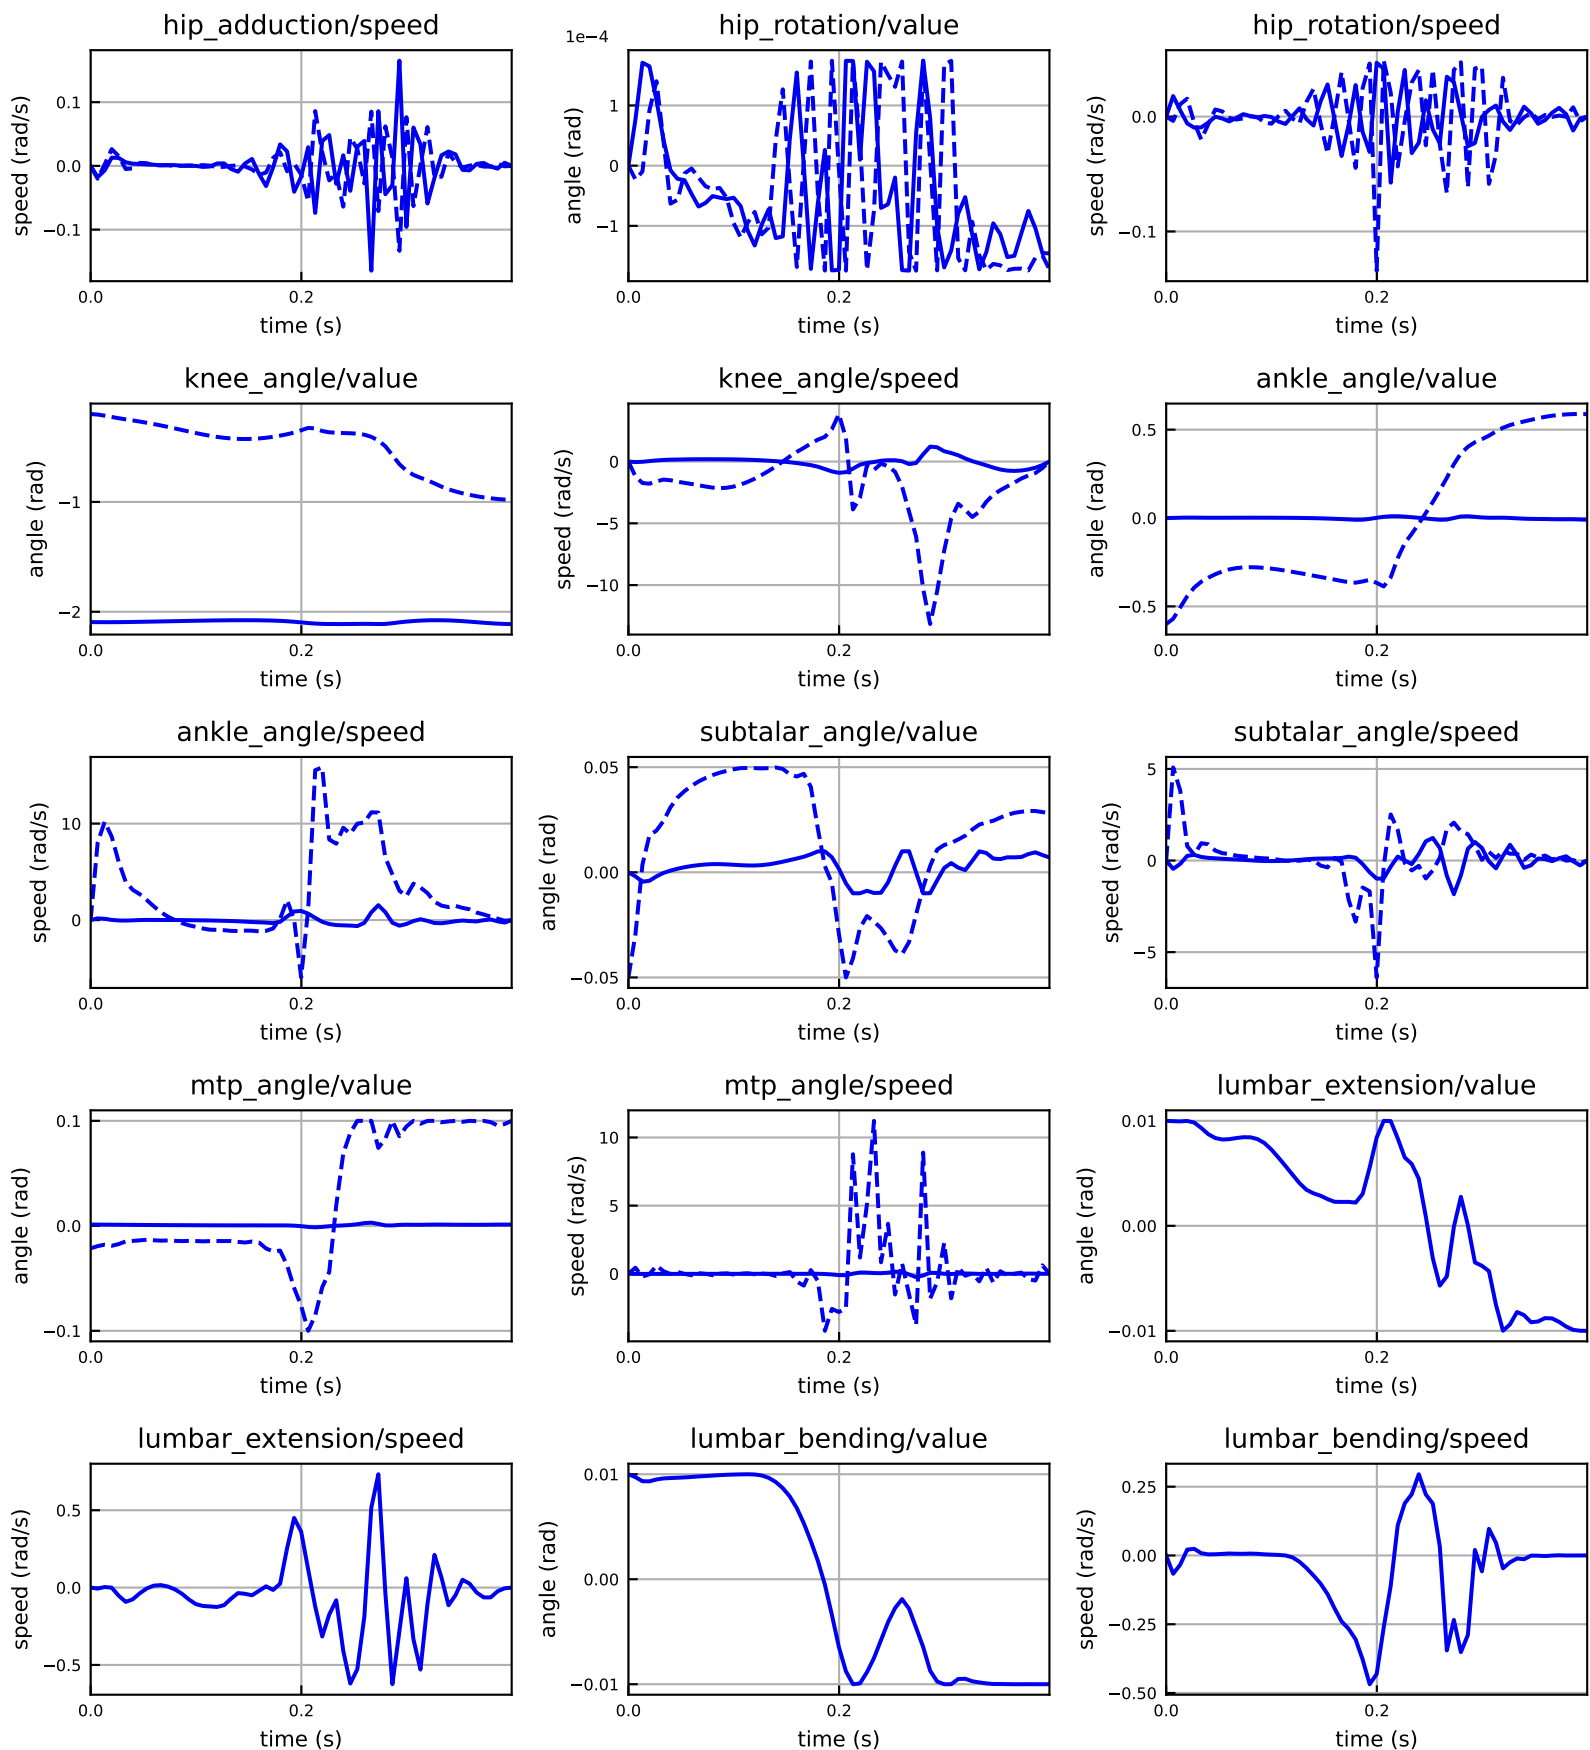 hip_adduction/speed
speed (rad/s)
0.1
0.0
−0.1
0.0
0.2
time (s)
hip_rotation/value
1e−4
angle (rad)
1
0
−1
0.0
0.2
time (s)
hip_rotation/speed
speed (rad/s)
0.0
−0.1
0.0
0.2
time (s)
knee_angle/value
angle (rad)
−1
−2
0.0
0.2
time (s)
knee_angle/speed
speed (rad/s)
0
−5
−10
0.0
0.2
time (s)
ankle_angle/value
angle (rad)
0.5
0.0
−0.5
0.0
0.2
time (s)
ankle_angle/speed
speed (rad/s)
10
0
0.0
0.2
time (s)
subtalar_angle/value
angle (rad)
0.05
0.00
−0.05
0.0
0.2
time (s)
subtalar_angle/speed
speed (rad/s)
5
0
−5
0.0
0.2
time (s)
mtp_angle/value
angle (rad)
0.1
0.0
−0.1
0.0
0.2
time (s)
mtp_angle/speed
speed (rad/s)
10
5
0
0.0
0.2
time (s)
lumbar_extension/value
angle (rad)
0.01
0.00
−0.01
0.0
0.2
time (s)
lumbar_extension/speed
speed (rad/s)
0.5
0.0
−0.5
0.0
0.2
time (s)
lumbar_bending/value
angle (rad)
0.01
0.00
−0.01
0.0
0.2
time (s)
lumbar_bending/speed
speed (rad/s)
0.25
0.00
−0.25
−0.50
0.0
0.2
time (s)